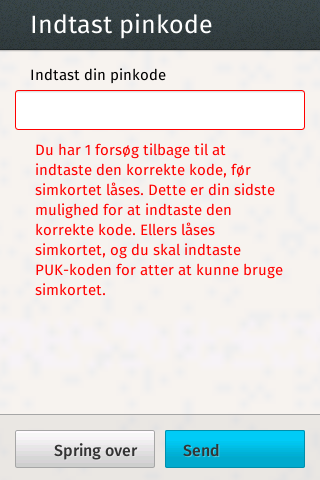 Indtast pinkode
Indtast din pinkode
Du har 1 forsøg tilbage til at
indtaste den korrekte kode, før
simkortet låses. Dette er din sidste
mulighed for at indtaste den
korrekte kode. Ellers låses
simkortet, og du skal indtaste
PUK-koden for atter at kunne bruge
simkortet.
Spring over
Send